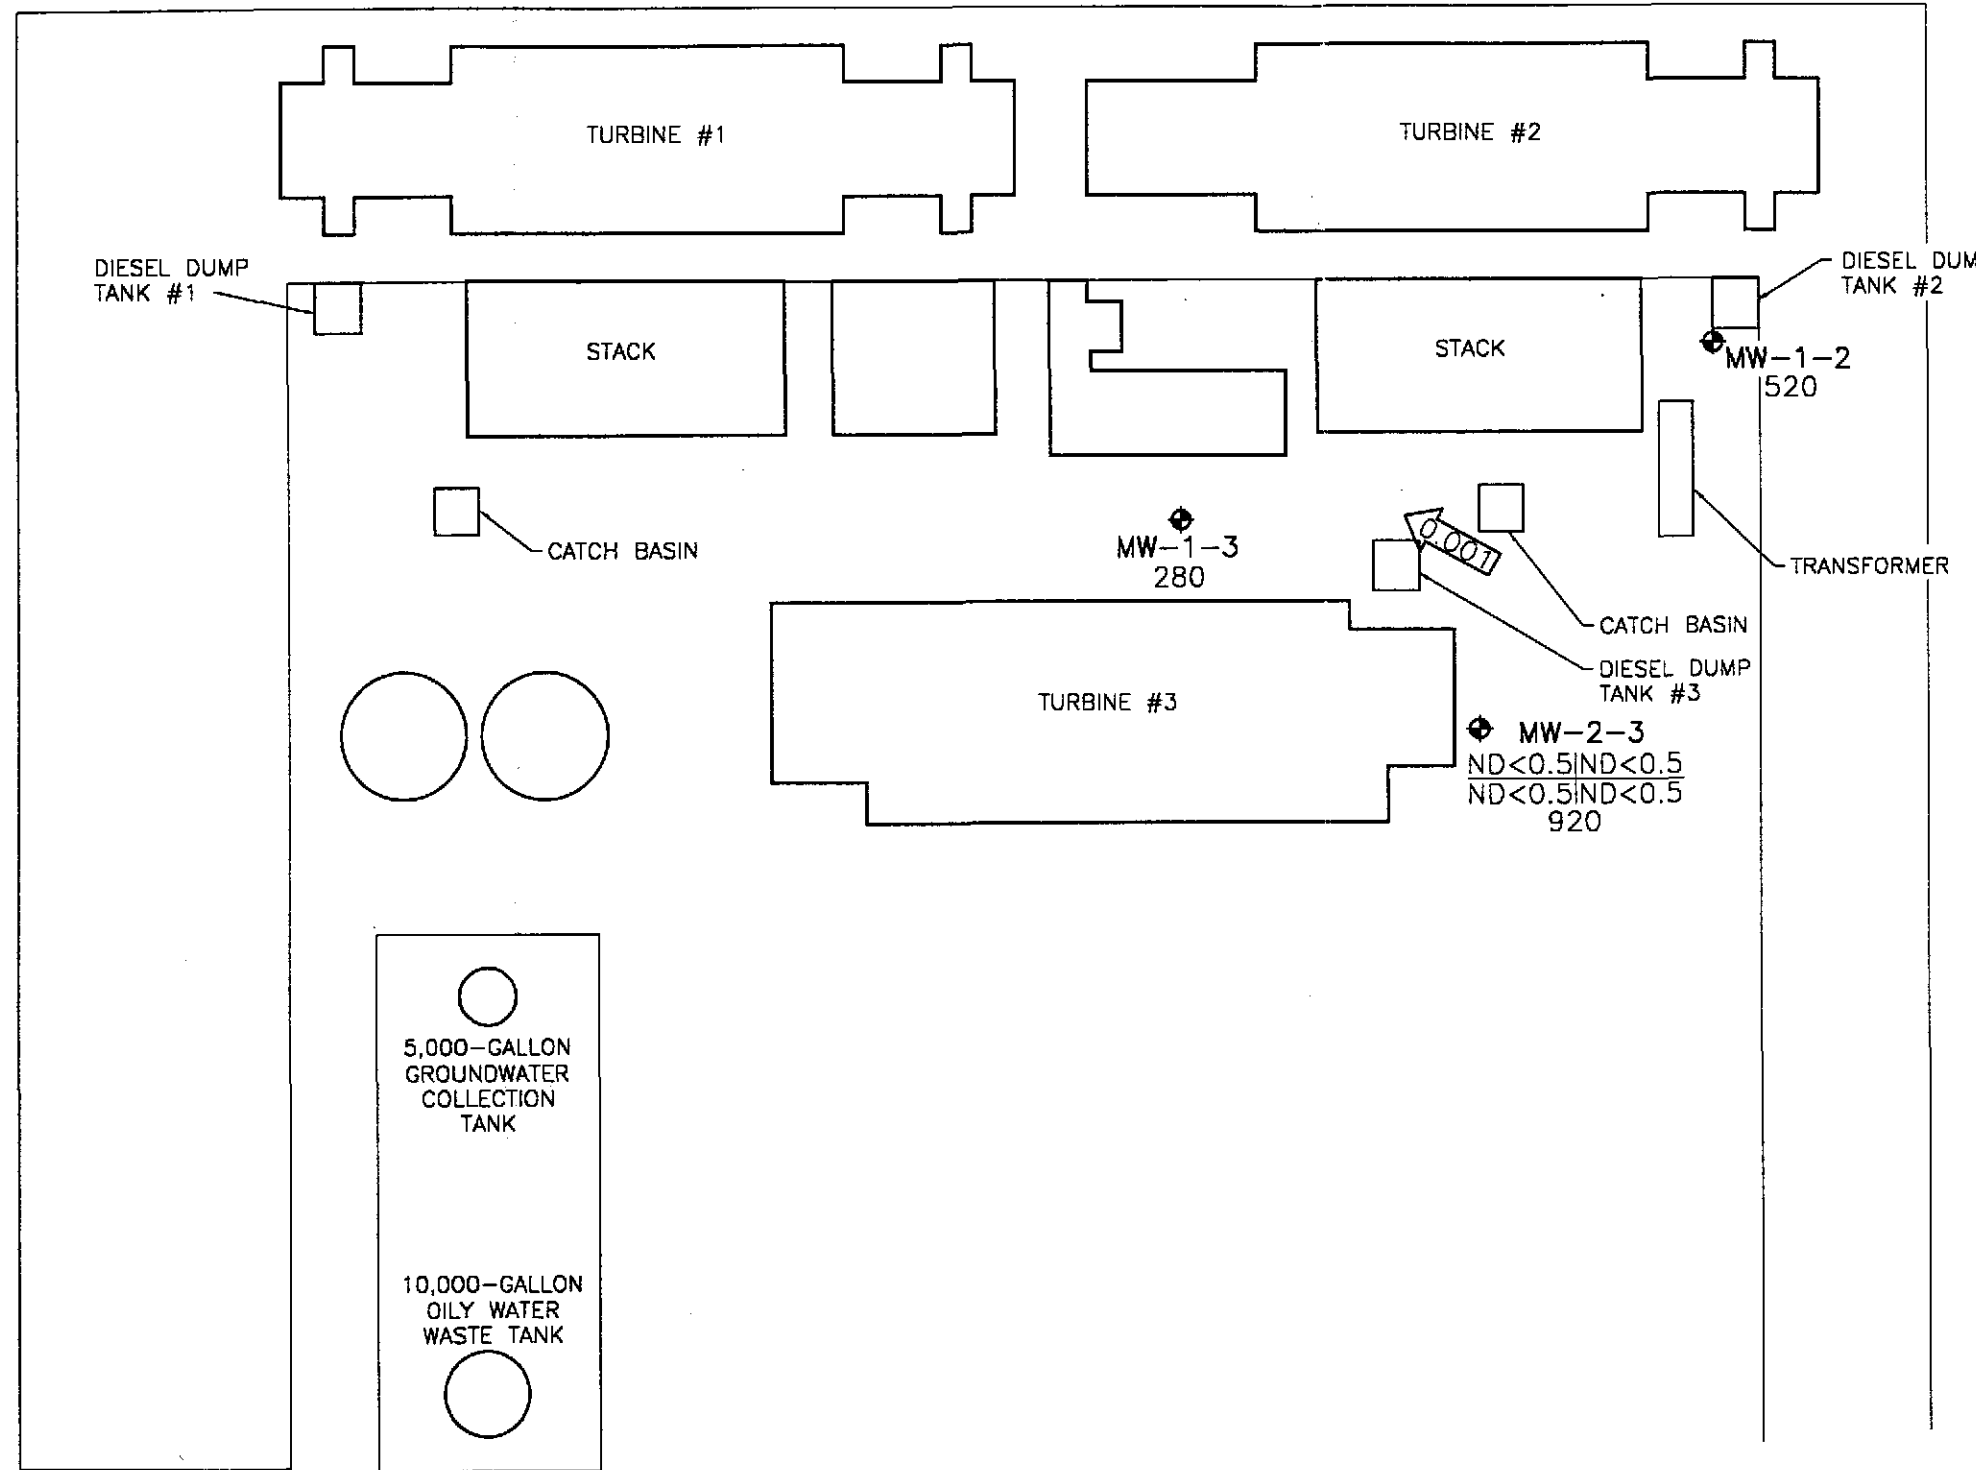 TURBINE #1
TURBINE #2
DIESEL DUMP
TANK #1
DIESEL DUM
TANK #2
STACK
STACK
MW-1-2
520
CATCH BASIN
MW-1-3
280
0.001
TRANSFORMER
CATCH BASIN
DIESEL DUMP
TANK #3
TURBINE #3
MW-2-3
ND<0.5|ND<0.5
ND<0.5|ND<0.5
920
5,000-GALLON
GROUNDWATER
COLLECTION
TANK
10,000-GALLON
OILY WATER
WASTE TANK